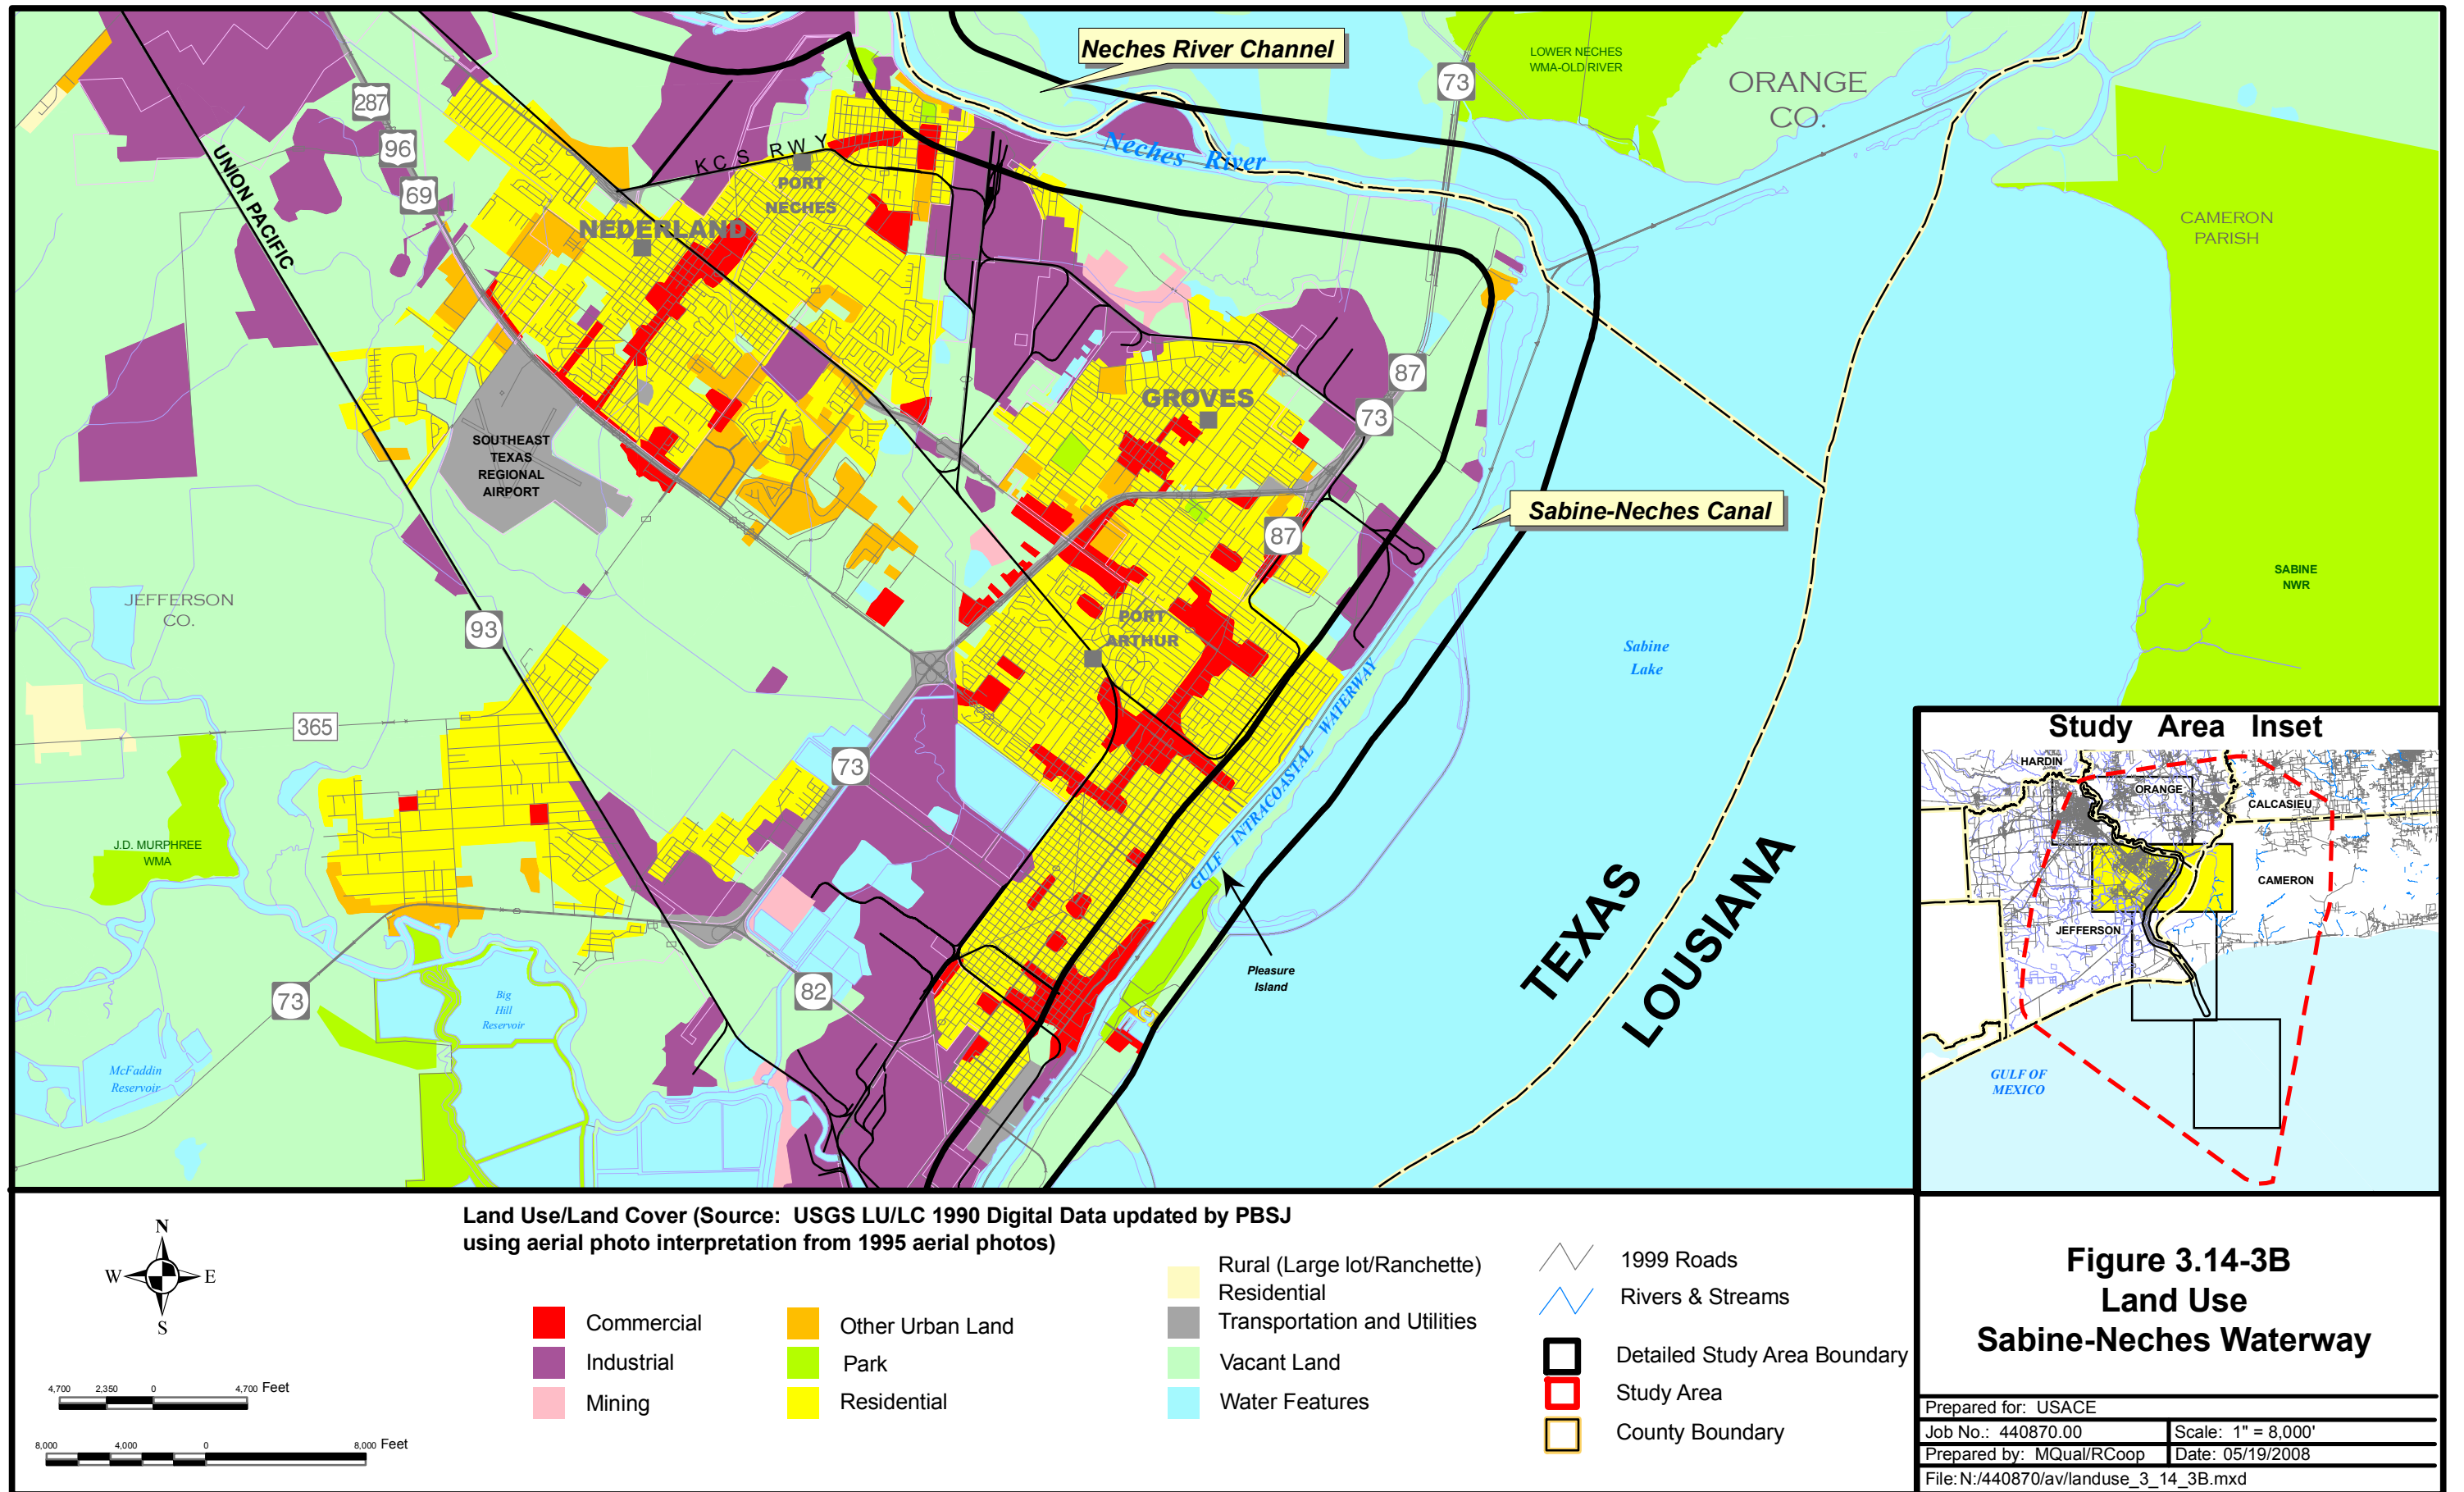 Neches River Channel
LOWER NECHES
WMA-OLD RIVER
ORANGE
CO.
73
287
96
69
UNION PACIFIC
K C S R W Y
PORT
NECHES
NEDERLAND
Neches River
CAMERON
PARISH
87
73
GROVES
SOUTHEAST
TEXAS
REGIONAL
AIRPORT
Sabine-Neches Canal
87
SABINE
NWR
JEFFERSON
CO.
93
PORT
ARTHUR
Sabine
Lake
365
73
GULF INTRACOASTAL WATERWAY
J.D. MURPHREE
WMA
TEXAS
LOUSIANA
Pleasure
Island
73
82
Big
Hill
Reservoir
McFaddin
Reservoir
Study Area Inset
HARDIN
ORANGE
CALCASIEU
CAMERON
JEFFERSON
GULF OF
MEXICO
N
W E
S
4,700 2,350 0 4,700 Feet
8,000 4,000 0 8,000 Feet
Land Use/Land Cover (Source: USGS LU/LC 1990 Digital Data updated by PBSJ
using aerial photo interpretation from 1995 aerial photos)
Commercial
Industrial
Mining
Other Urban Land
Park
Residential
Rural (Large lot/Ranchette)
Residential
Transportation and Utilities
Vacant Land
Water Features
1999 Roads
Rivers & Streams
Detailed Study Area Boundary
Study Area
County Boundary
Figure 3.14-3B
Land Use
Sabine-Neches Waterway
Prepared for: USACE
Job No.: 440870.00 Scale: 1" = 8,000'
Prepared by: MQual/RCoop Date: 05/19/2008
File: N:/440870/av/landuse_3_14_3B.mxd